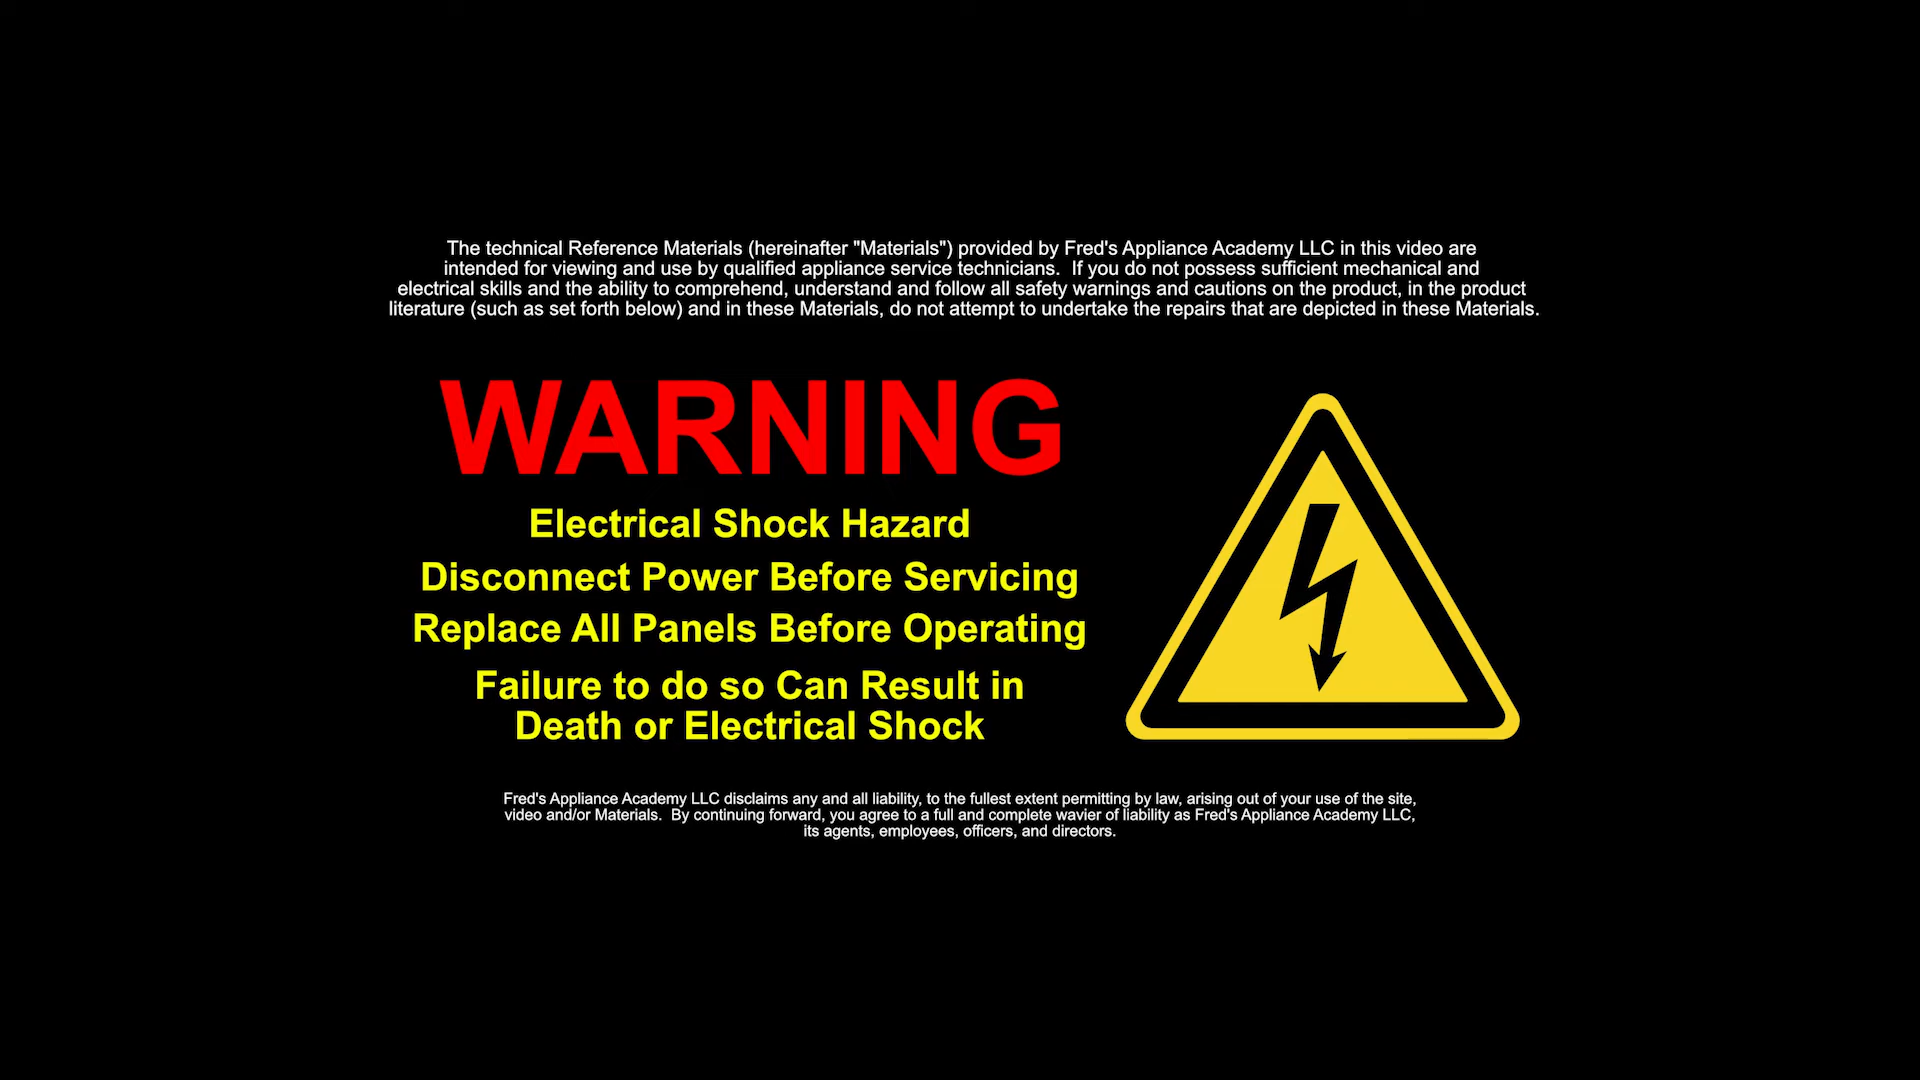 The technical Reference Materials (hereinafter "Materials") provided by Fred's Appliance Academy LLC in this video are
intended for viewing and use by qualified appliance service technicians.  If you do not possess sufficient mechanical and
electrical skills and the ability to comprehend, understand and follow all safety warnings and cautions on the product, in the product
literature (such as set forth below) and in these Materials, do not attempt to undertake the repairs that are depicted in these Materials.
WARNING
Electrical Shock Hazard
Disconnect Power Before Servicing
Replace All Panels Before Operating
Failure to do so Can Result in
Death or Electrical Shock
Fred's Appliance Academy LLC disclaims any and all liability, to the fullest extent permitting by law, arising out of your use of the site,
video and/or Materials.  By continuing forward, you agree to a full and complete wavier of liability as Fred's Appliance Academy LLC,
its agents, employees, officers, and directors.